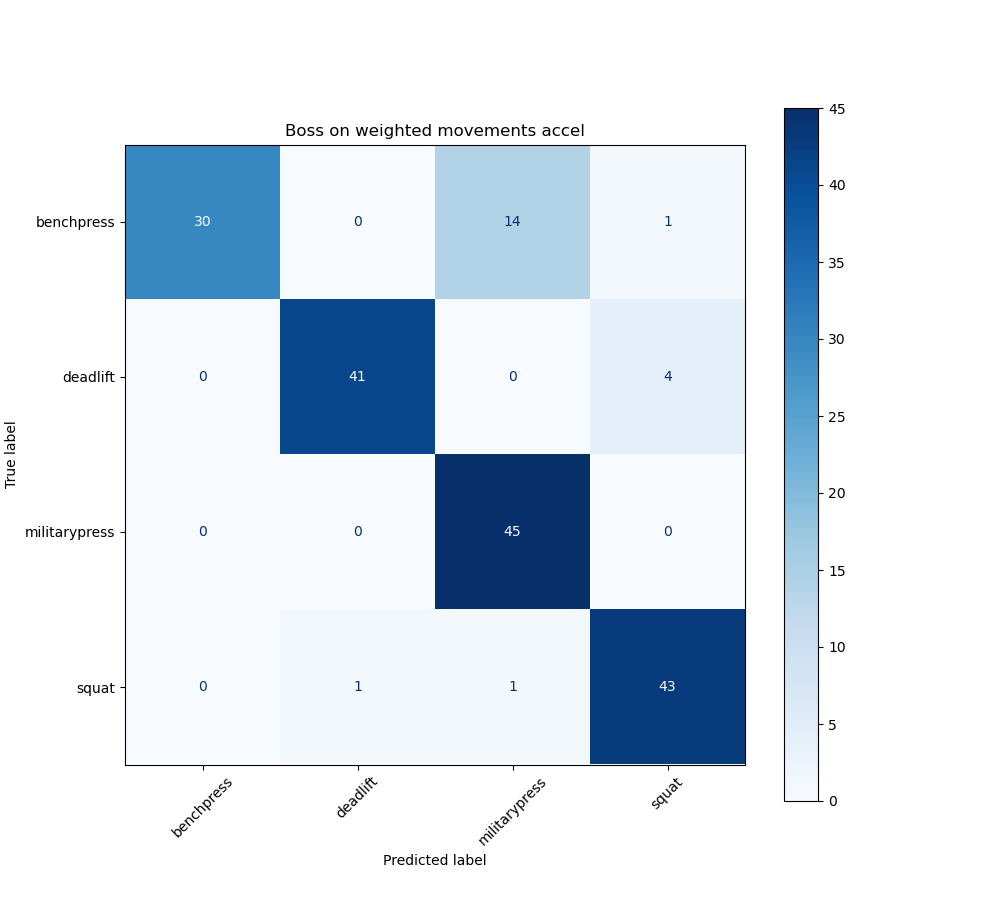 Boss on weighted movements accel
True label
benchpress 30 0 14 1
deadlift 0 41 0 4
militarypress 0 0 45 0
squat 0 1 1 43
benchpress deadlift militarypress squat
Predicted label
45
40
35
30
25
20
15
10
5
0